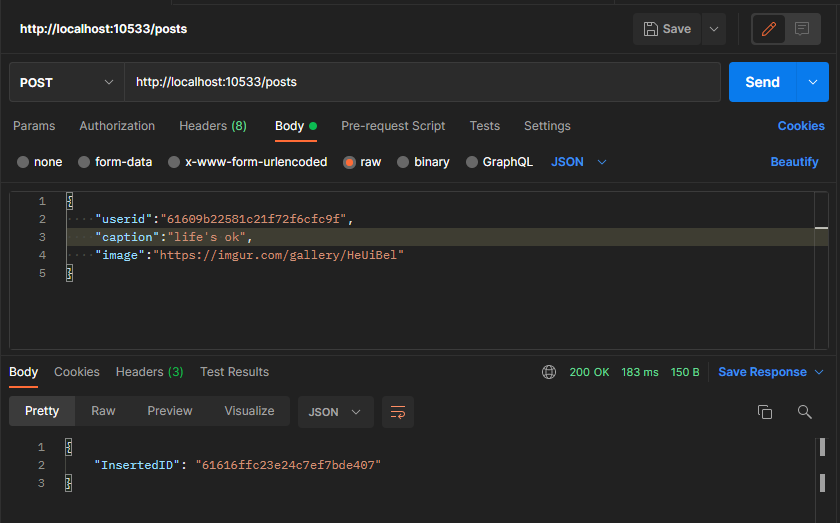 http://localhost:10533/posts Save
POST http://localhost:10533/posts Send
Params Authorization Headers (8) Body Pre-request Script Tests Settings Cookies
none form-data x-www-form-urlencoded raw binary GraphQL JSON Beautify
1 {
2 "userid":"61609b22581c21f72f6cfc9f",
3 "caption":"life's ok",
4 "image":"https://imgur.com/gallery/HeUiBel"
5 }
Body Cookies Headers (3) Test Results 200 OK 183 ms 150 B Save Response
Pretty Raw Preview Visualize JSON
1 {
2 "InsertedID": "61616ffc23e24c7ef7bde407"
3 }